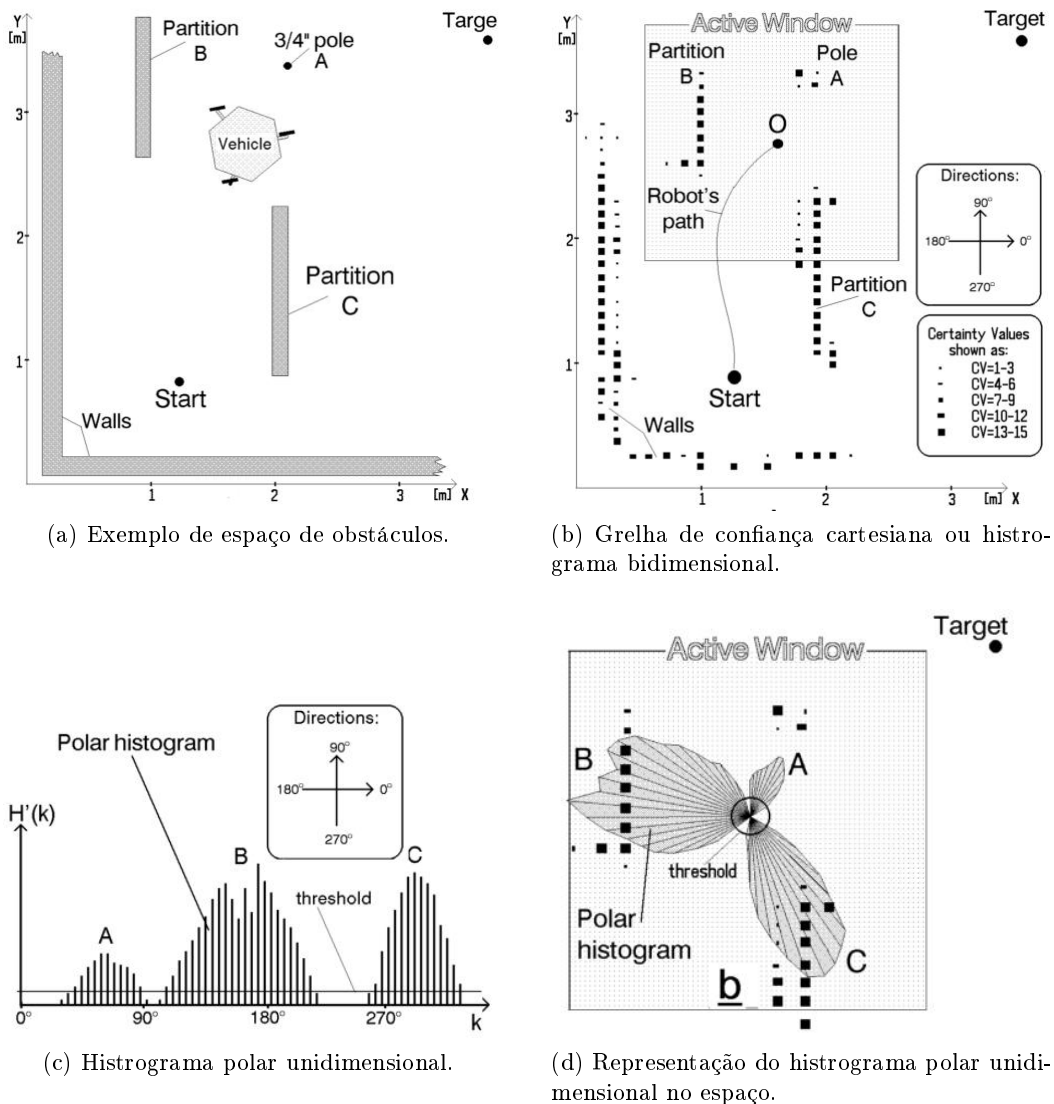 Y
[m]
Targe
Partition
B
3/4" pole
A
3
Vehicle
2
Partition
C
1
Start
Walls
1
2
3
[m] X
(a) Exemplo de espaço de obstáculos.
Y
[m]
Active Window
Target
Partition
B
Pole
A
3
O
Robot's
path
2
Directions:
90°
180°
0°
270°
Partition
C
1
Start
Walls
Certainty Values
shown as:
CV=1-3
CV=4-6
CV=7-9
CV=10-12
CV=13-15
1
2
3
[m] X
(b) Grelha de confiança cartesiana ou histro-
grama bidimensional.
Directions:
90°
180°
0°
270°
Polar histogram
H'(k)
A
B
C
threshold
0°
90°
180°
270°
k
(c) Histrograma polar unidimensional.
Target
Active Window
B
A
threshold
Polar
histogram
C
b
(d) Representação do histrograma polar unidi-
mensional no espaço.